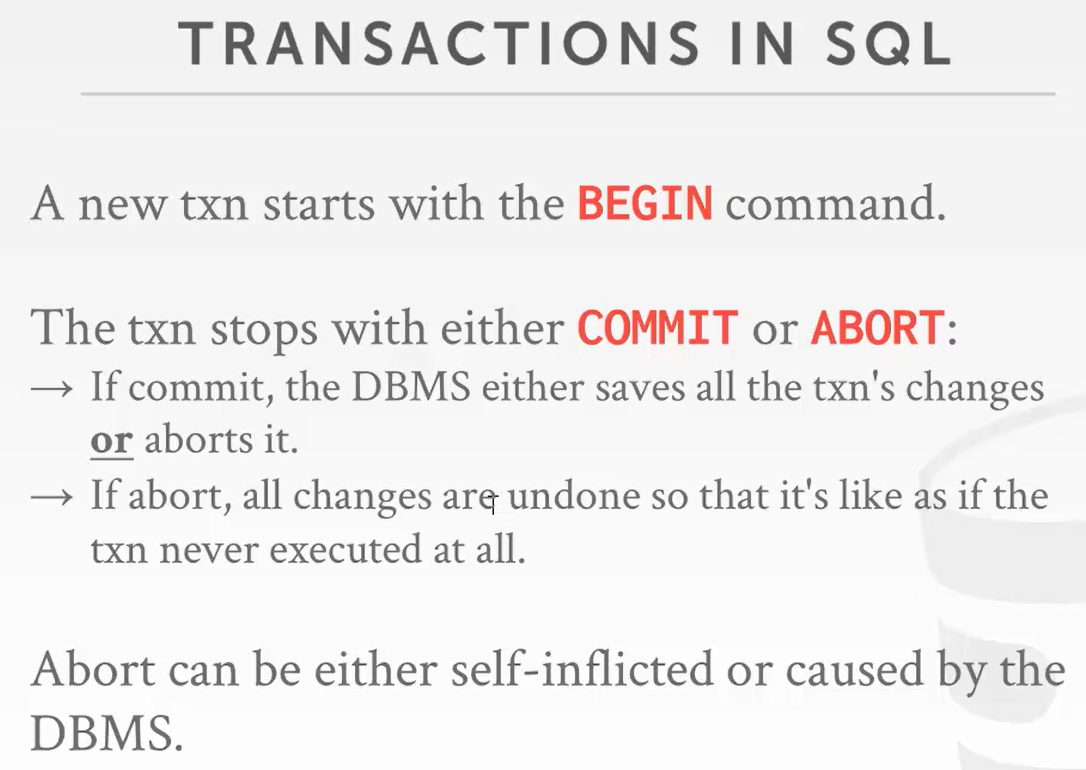 TRANSACTIONS IN SQL
A new txn starts with the BEGIN command.
The txn stops with either COMMIT or ABORT:
→ If commit, the DBMS either saves all the txn's changes
or aborts it.
→ If abort, all changes are undone so that it's like as if the
txn never executed at all.
Abort can be either self-inflicted or caused by the
DBMS.